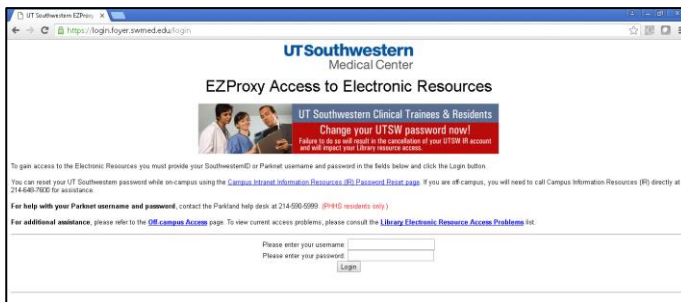 UT Southwestern EZProxy
https://login.foyer.swmed.edu/login
UTSouthwestern
Medical Center
EZProxy Access to Electronic Resources
UT Southwestern Clinical Trainees & Residents
Change your UTSW password now!
Failure to do so will result in the cancellation of your UTSW IR account
and will impact your Library resource access.
To gain access to the Electronic Resources you must provide your SouthwesternID or Parknet username and password in the fields below and click the Login button.
You can reset your UT Southwestern password while on-campus using the Campus Intranet Information Resources (IR) Password Reset page. If you are off-campus, you will need to call Campus Information Resources (IR) directly at
214-648-7600 for assistance.
For help with your Parknet username and password, contact the Parkland help desk at 214-590-5999 (PHHS residents only.)
For additional assistance, please refer to the Off-campus Access page. To view current access problems, please consult the Library Electronic Resource Access Problems list.
Please enter your username:
Please enter your password:
Login